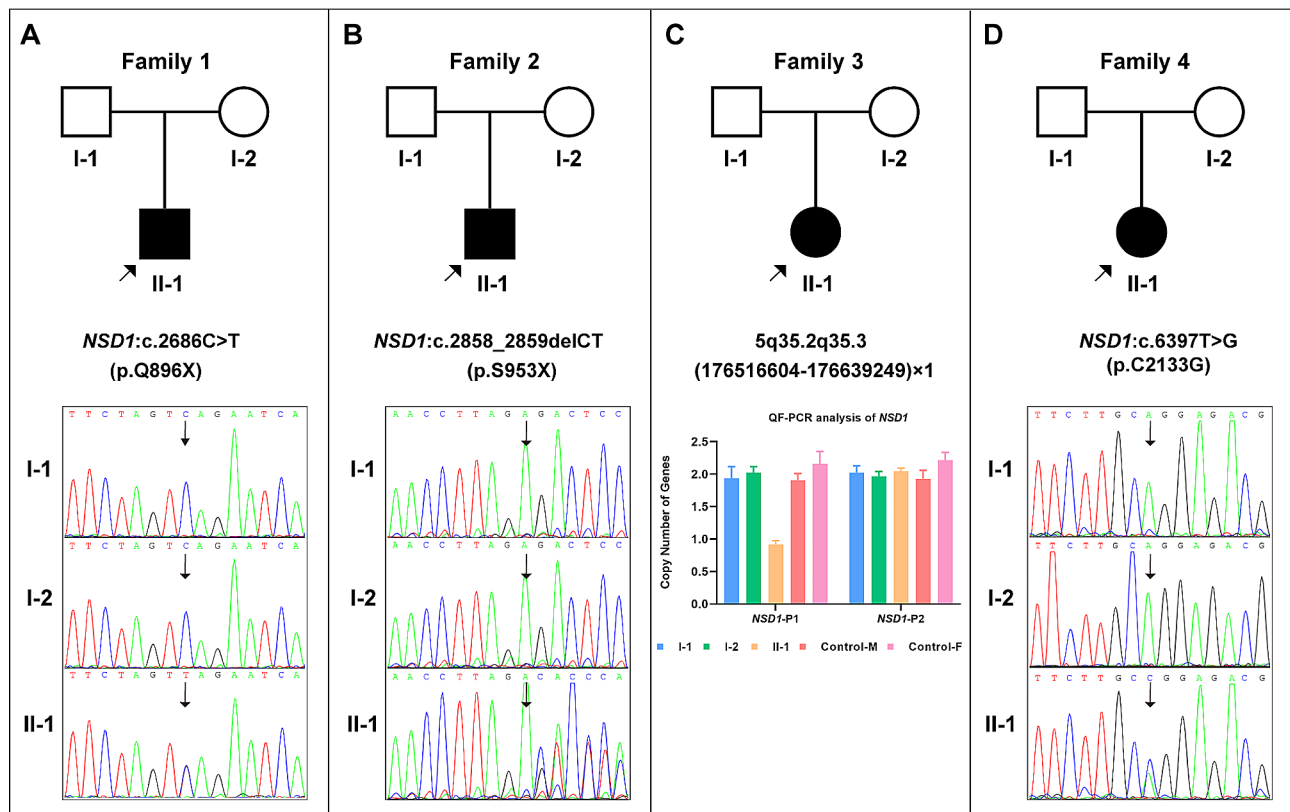 A
Family 1
I-1
I-2
II-1
NSD1:c.2686C>T
(p.Q896X)
I-1
T T C T A G T C A G A A T C A
I-2
T T C T A G T C A G A A T C A
II-1
T T C T A G T T A G A A T C A
B
Family 2
I-1
I-2
II-1
NSD1:c.2858_2859delCT
(p.S953X)
I-1
A A C C T T A G A G A C T C C
I-2
A A C C T T A G A G A C T C C
II-1
A A C C T T A G A C A C C C A
C
Family 3
I-1
I-2
II-1
5q35.2q35.3
(176516604-176639249)×1
QF-PCR analysis of NSD1
Copy Number of Genes
2.5
2.0
1.5
1.0
0.5
0.0
NSD1-P1
NSD1-P2
I-1
I-2
II-1
Control-M
Control-F
D
Family 4
I-1
I-2
II-1
NSD1:c.6397T>G
(p.C2133G)
I-1
T T C T T G C A G G A G A C G
I-2
T T C T T G C A G G A G A C G
II-1
T T C T T G C C G G A G A C G